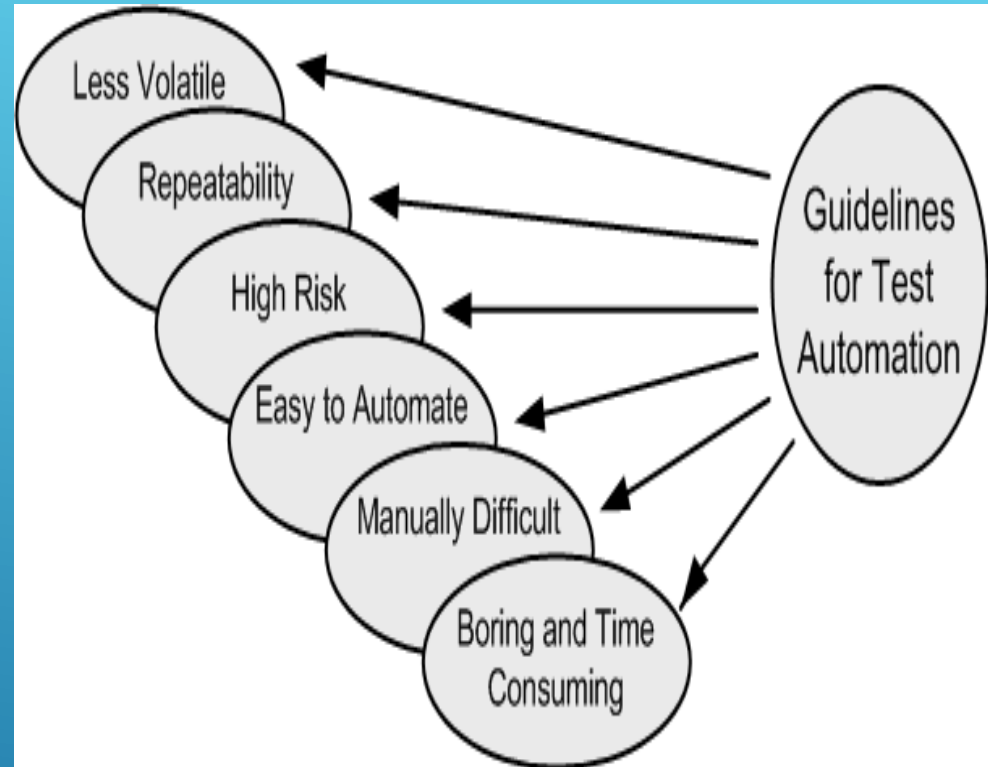 Less Volatile
Repeatability
High Risk
Easy to Automate
Manually Difficult
Boring and Time
Consuming
Guidelines
for Test
Automation